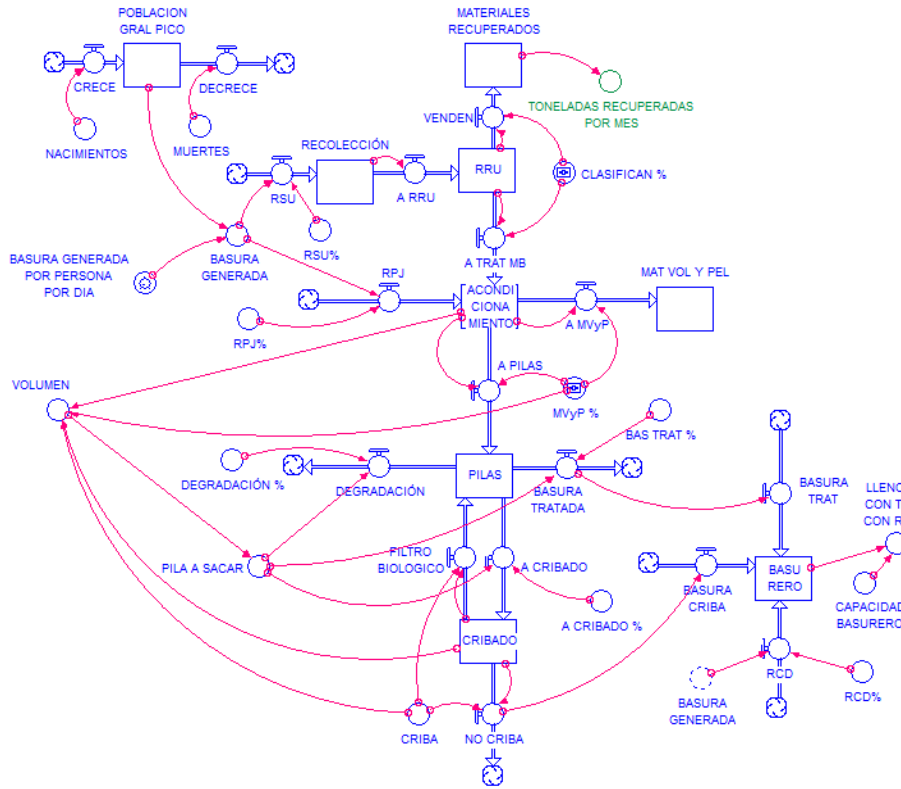 POBLACION
GRAL PICO
MATERIALES
RECUPERADOS
CRECE
DECRECE
TONELADAS RECUPERADAS
POR MES
VENDEN
NACIMIENTOS
MUERTES
RECOLECCIÓN
RRU
CLASIFICAN %
RSU
A RRU
RSU%
BASURA
GENERADA
BASURA GENERADA
POR PERSONA
POR DIA
A TRAT MB
RPJ
ACONDI
CIONA
MIENTO
MAT VOL Y PEL
A MVyP
RPJ%
A PILAS
VOLUMEN
MVyP %
BAS TRAT %
DEGRADACIÓN %
DEGRADACIÓN
PILAS
BASURA
TRATADA
BASURA
TRAT
LLENO
CON T
CON R
PILA A SACAR
FILTRO
BIOLOGICO
A CRIBADO
BASURA
CRIBA
BASU
RERO
A CRIBADO %
CAPACIDAD
BASURERO
CRIBADO
RCD
RCD%
BASURA
GENERADA
CRIBA
NO CRIBA